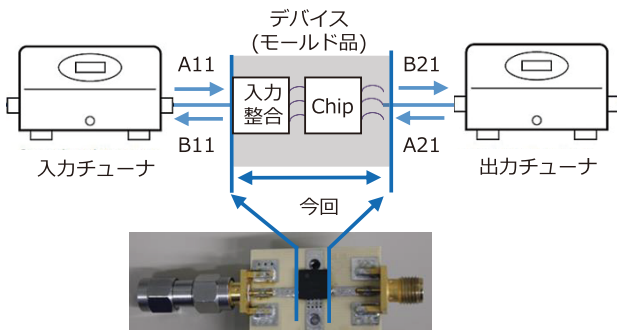 デバイス
(モールド品)
A11
B21
入力
整合
Chip
B11
A21
入力チューナ
出力チューナ
今回